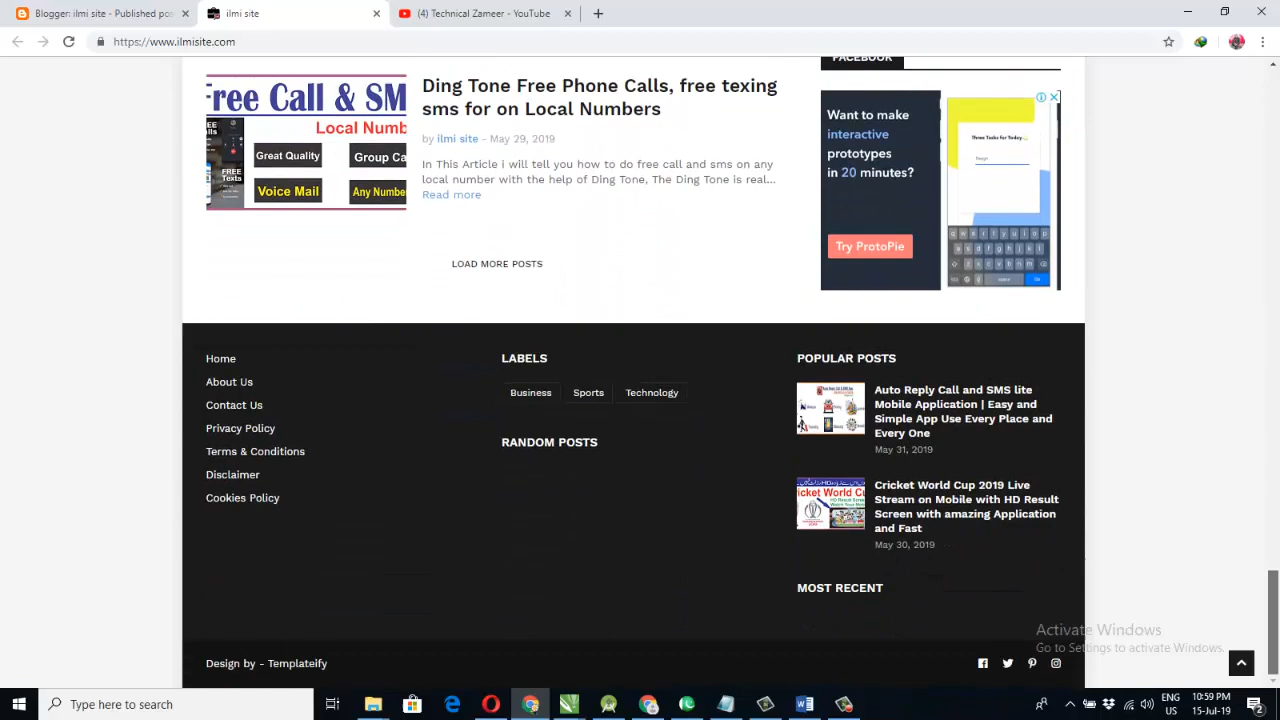 Blogger: ilmi site - Published pos
ilmi site
(4) Technical Zameer - YouTube
https://www.ilmisite.com
FACEBOOK
Free Call & SM
Local Numb
Great Quality
Group Ca
FREE
Texts
Voice Mail
Any Number
Ding Tone Free Phone Calls, free texing
sms for on Local Numbers
by ilmi site - May 29, 2019
In This Article i will tell you how to do free call and sms on any
local number with the help of Ding Tone, The Ding Tone is real...
Read more
LOAD MORE POSTS
Want to make
interactive
prototypes
in 20 minutes?
Try ProtoPie
Three Tasks for Today
Home
About Us
Contact Us
Privacy Policy
Terms & Conditions
Disclaimer
Cookies Policy
LABELS
Business
Sports
Technology
RANDOM POSTS
POPULAR POSTS
Auto Reply Call and SMS lite
Mobile Application | Easy and
Simple App Use Every Place and
Every One
May 31, 2019
ricket World Cu
Cricket World Cup 2019 Live
Stream on Mobile with HD Result
Screen with amazing Application
and Fast
May 30, 2019
MOST RECENT
Design by - Templateify
Activate Windows
Go to Settings to activate Windows.
Type here to search
ENG
US
10:59 PM
15-Jul-19
2